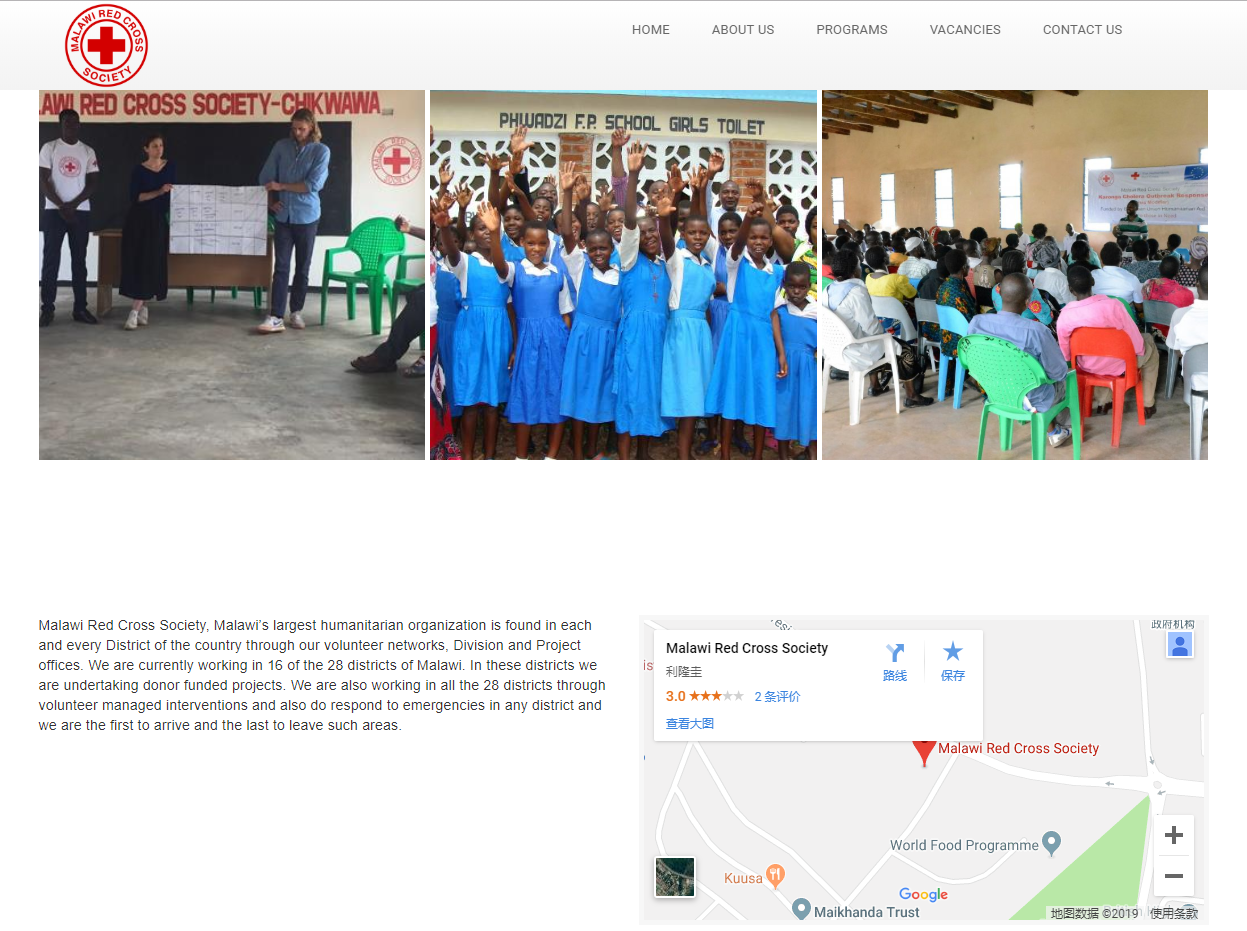 MALAWI RED CROSS SOCIETY
HOME
ABOUT US
PROGRAMS
VACANCIES
CONTACT US
AWI RED CROSS SOCIETY-CHIKWAWA
PHWADZI F.P. SCHOOL GIRLS TOILET
Malawi Red Cross Society, Malawi’s largest humanitarian organization is found in each
and every District of the country through our volunteer networks, Division and Project
offices. We are currently working in 16 of the 28 districts of Malawi. In these districts we
are undertaking donor funded projects. We are also working in all the 28 districts through
volunteer managed interventions and also do respond to emergencies in any district and
we are the first to arrive and the last to leave such areas.
政府机构
Malawi Red Cross Society
利隆圭
3.0 2 条评价
查看大图
路线
保存
Malawi Red Cross Society
World Food Programme
Kuusa
Google
Maikhanda Trust
地图数据 ©2019 使用条款